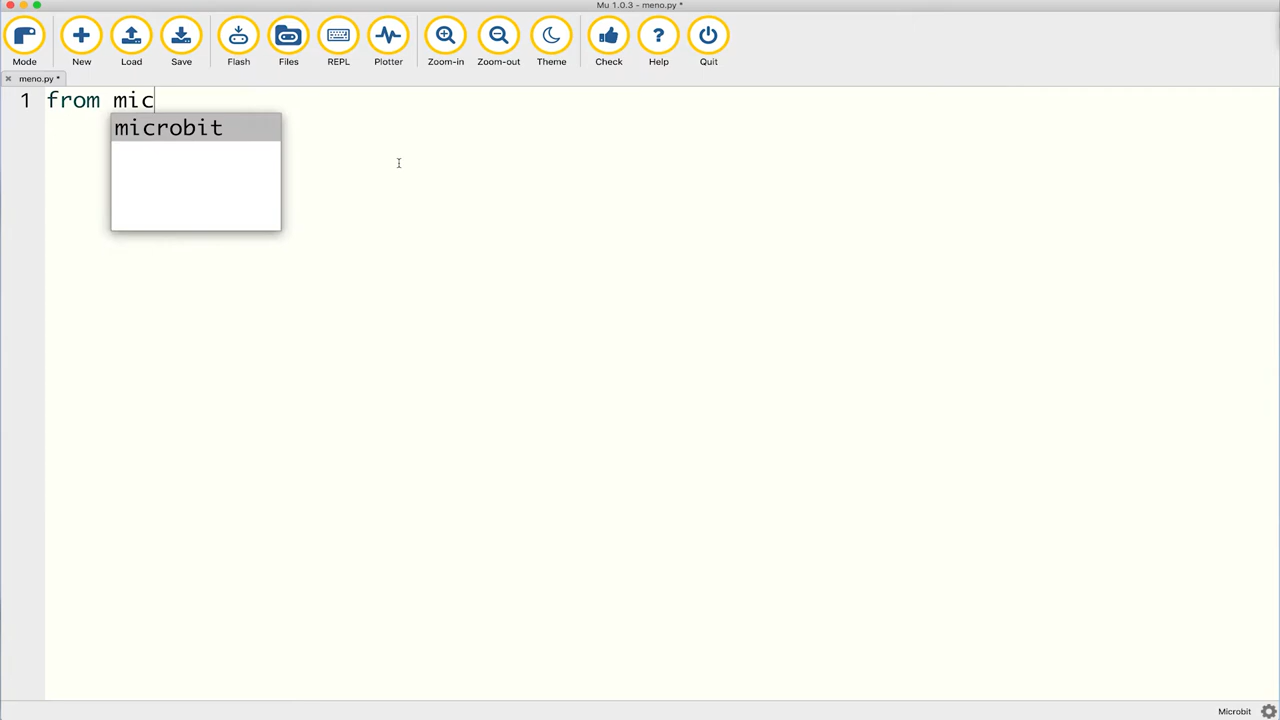 Mu 1.0.3 - meno.py *
Mode New Load Save Flash Files REPL Plotter Zoom-in Zoom-out Theme Check Help Quit
meno.py *
1 from mic
microbit
Microbit